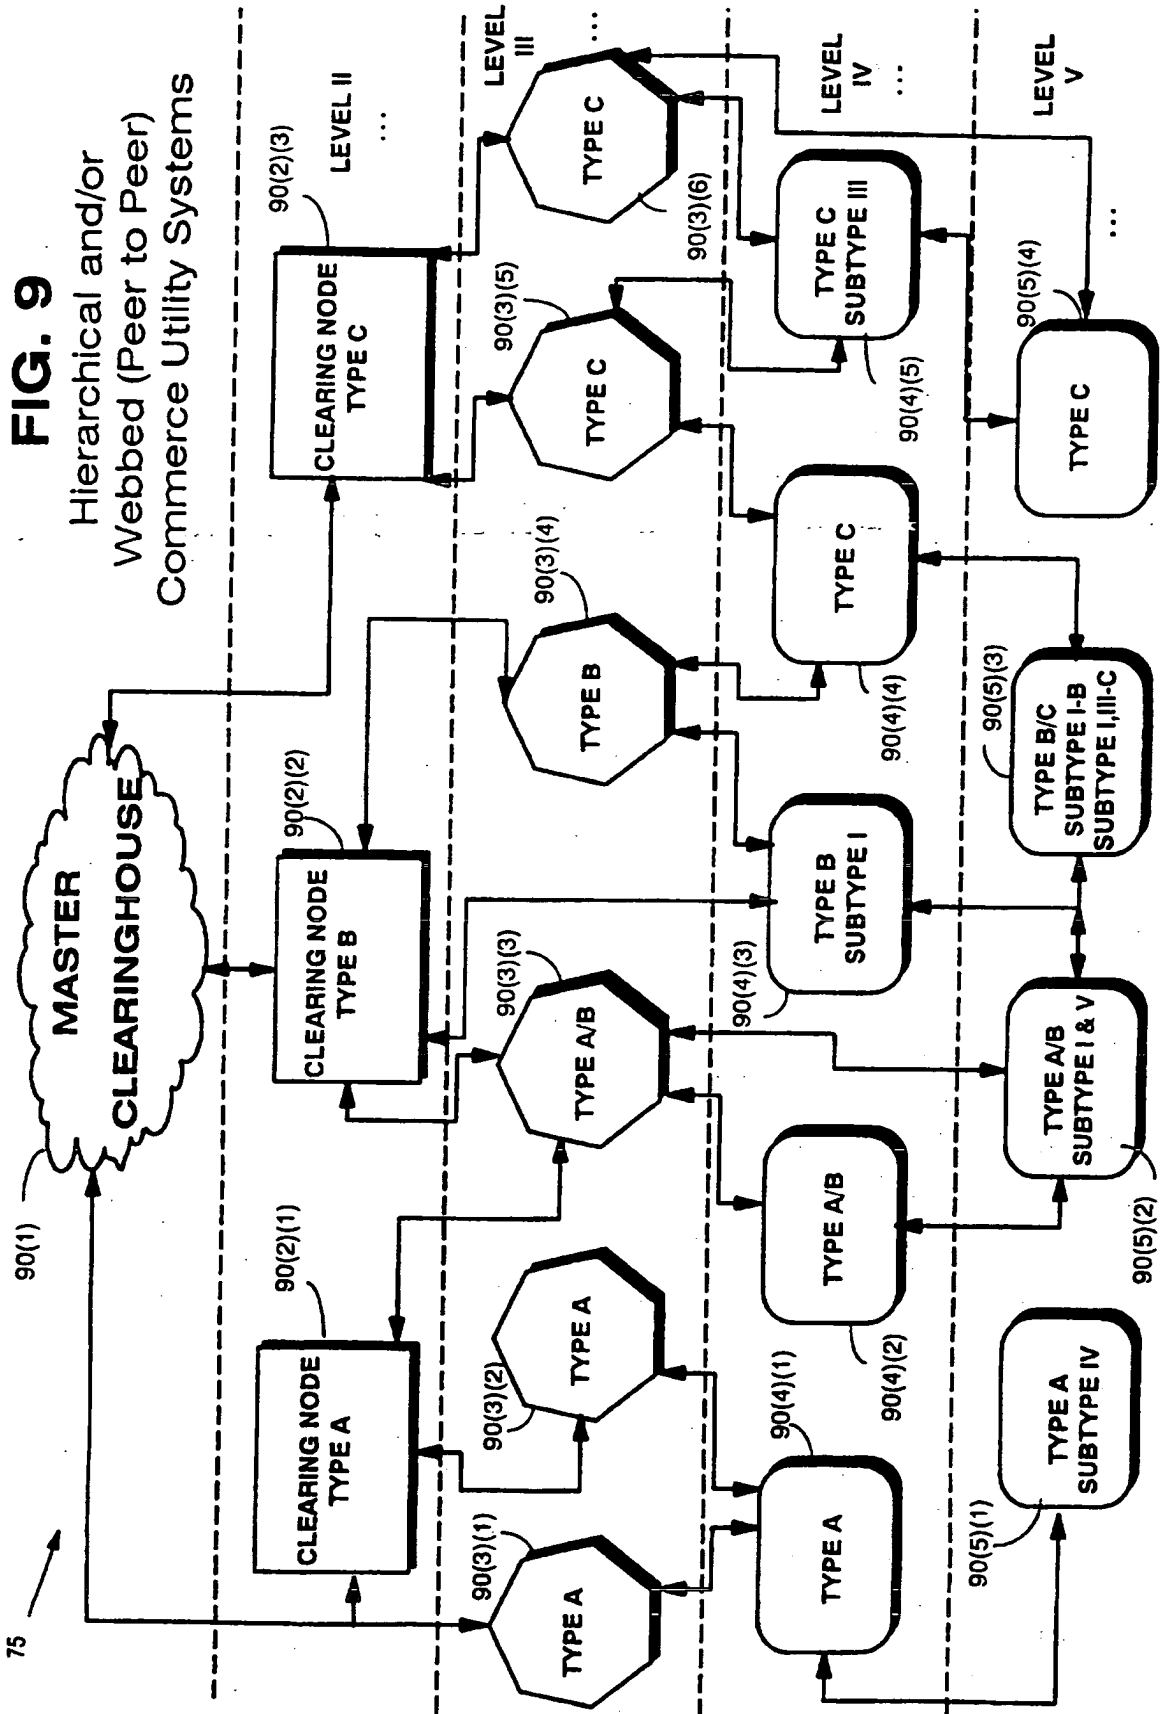 FIG. 9
Hierarchical and/or
Webbed (Peer to Peer)
Commerce Utility Systems
75
90(1)
MASTER
CLEARINGHOUSE
90(2)(1)
CLEARING NODE
TYPE A
90(2)(2)
CLEARING NODE
TYPE B
90(2)(3)
CLEARING NODE
TYPE C
LEVEL II
...
90(3)(1)
TYPE A
90(3)(2)
TYPE A
90(3)(3)
TYPE A/B
90(3)(4)
TYPE B
90(3)(5)
TYPE C
90(3)(6)
TYPE C
LEVEL
III
...
90(4)(1)
TYPE A
90(4)(2)
TYPE A/B
90(4)(3)
TYPE B
SUBTYPE I
90(4)(4)
TYPE C
90(4)(5)
TYPE C
SUBTYPE III
LEVEL
IV
...
90(5)(1)
TYPE A
SUBTYPE IV
90(5)(2)
TYPE A/B
SUBTYPE I & V
90(5)(3)
TYPE B/C
SUBTYPE I-B
SUBTYPE I,III-C
90(5)(4)
TYPE C
LEVEL
V
...